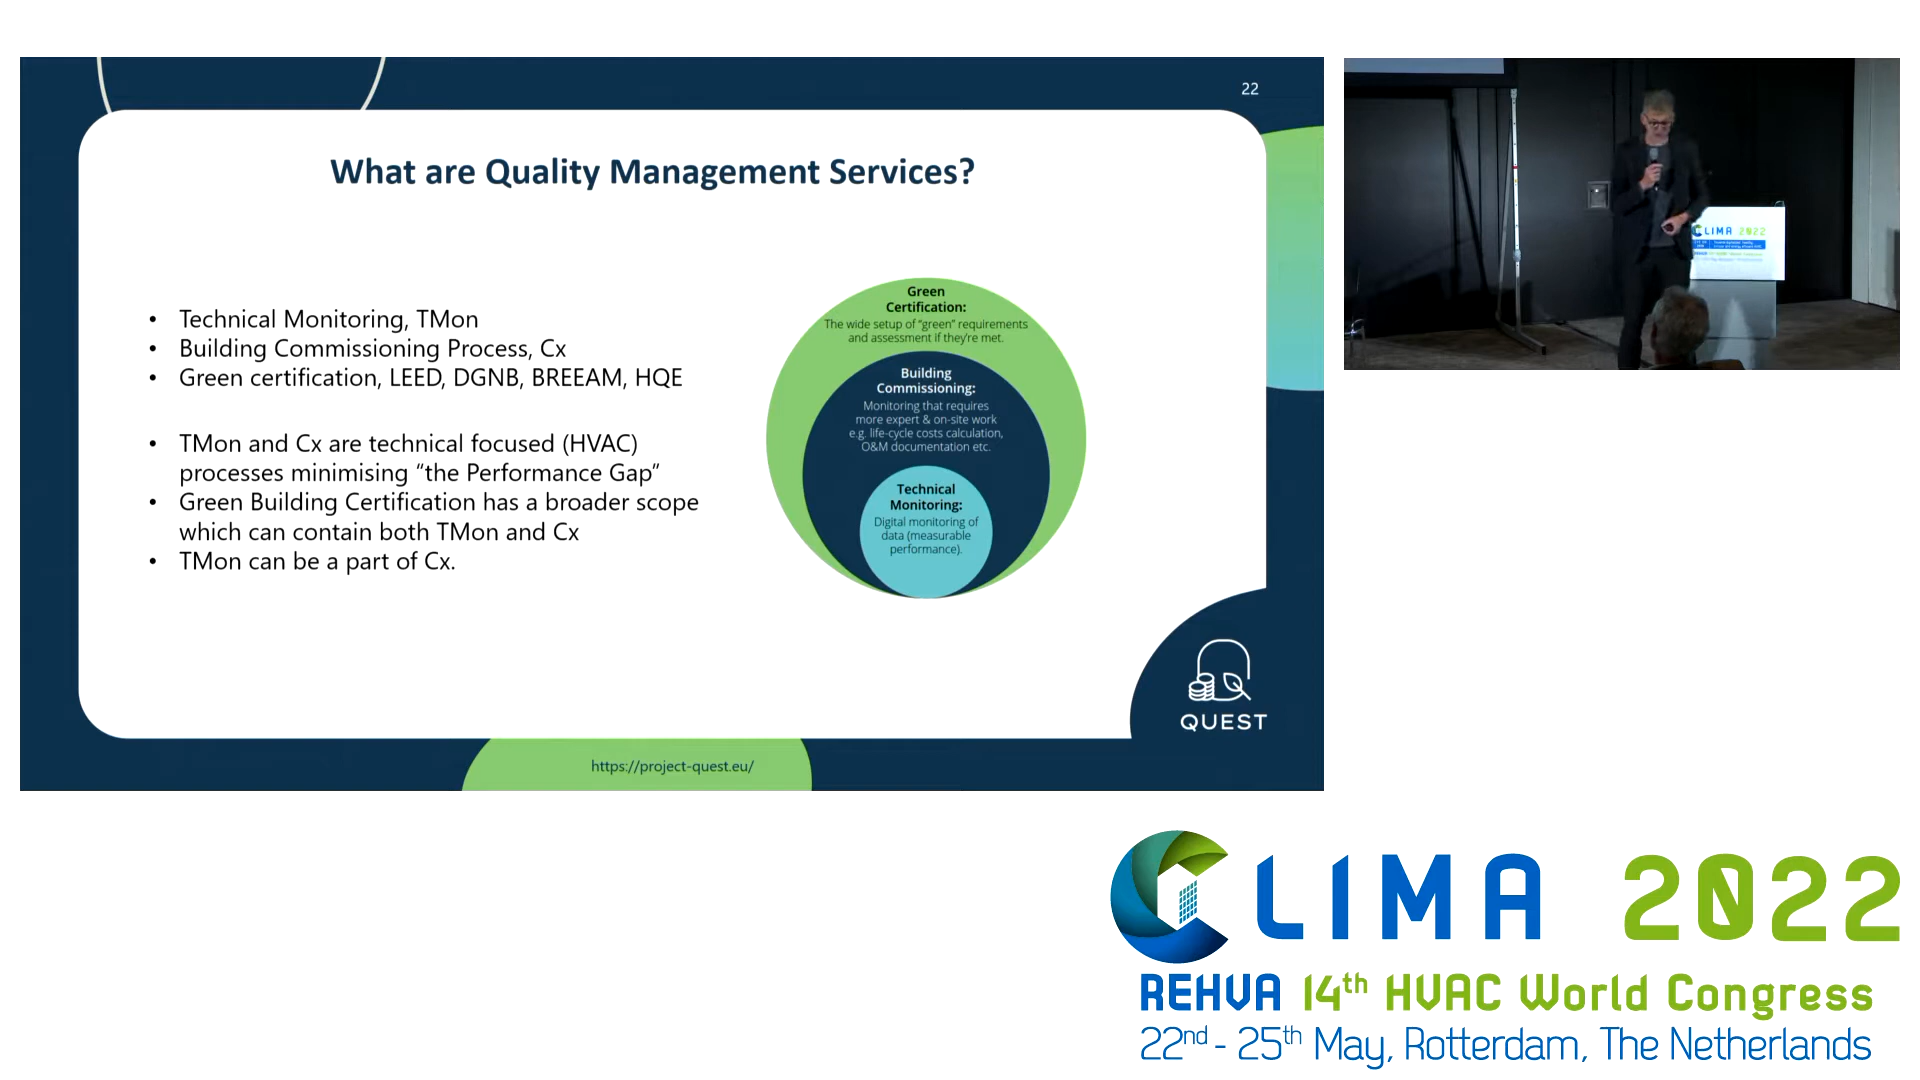 22
What are Quality Management Services?
• Technical Monitoring, TMon
• Building Commissioning Process, Cx
• Green certification, LEED, DGNB, BREEAM, HQE
• TMon and Cx are technical focused (HVAC)
processes minimising “the Performance Gap”
• Green Building Certification has a broader scope
which can contain both TMon and Cx
• TMon can be a part of Cx.
Green
Certification:
The wide setup of “green” requirements
and assessment if they’re met.
Building
Commissioning:
Monitoring that requires
more expert & on-site work
e.g. life-cycle costs calculation,
O&M documentation etc.
Technical
Monitoring:
Digital monitoring of
data (measurable
performance).
QUEST
https://project-quest.eu/
CLIMA 2022
CLIMA 2022
REHVA 14th HVAC World Congress
22nd - 25th May, Rotterdam, The Netherlands